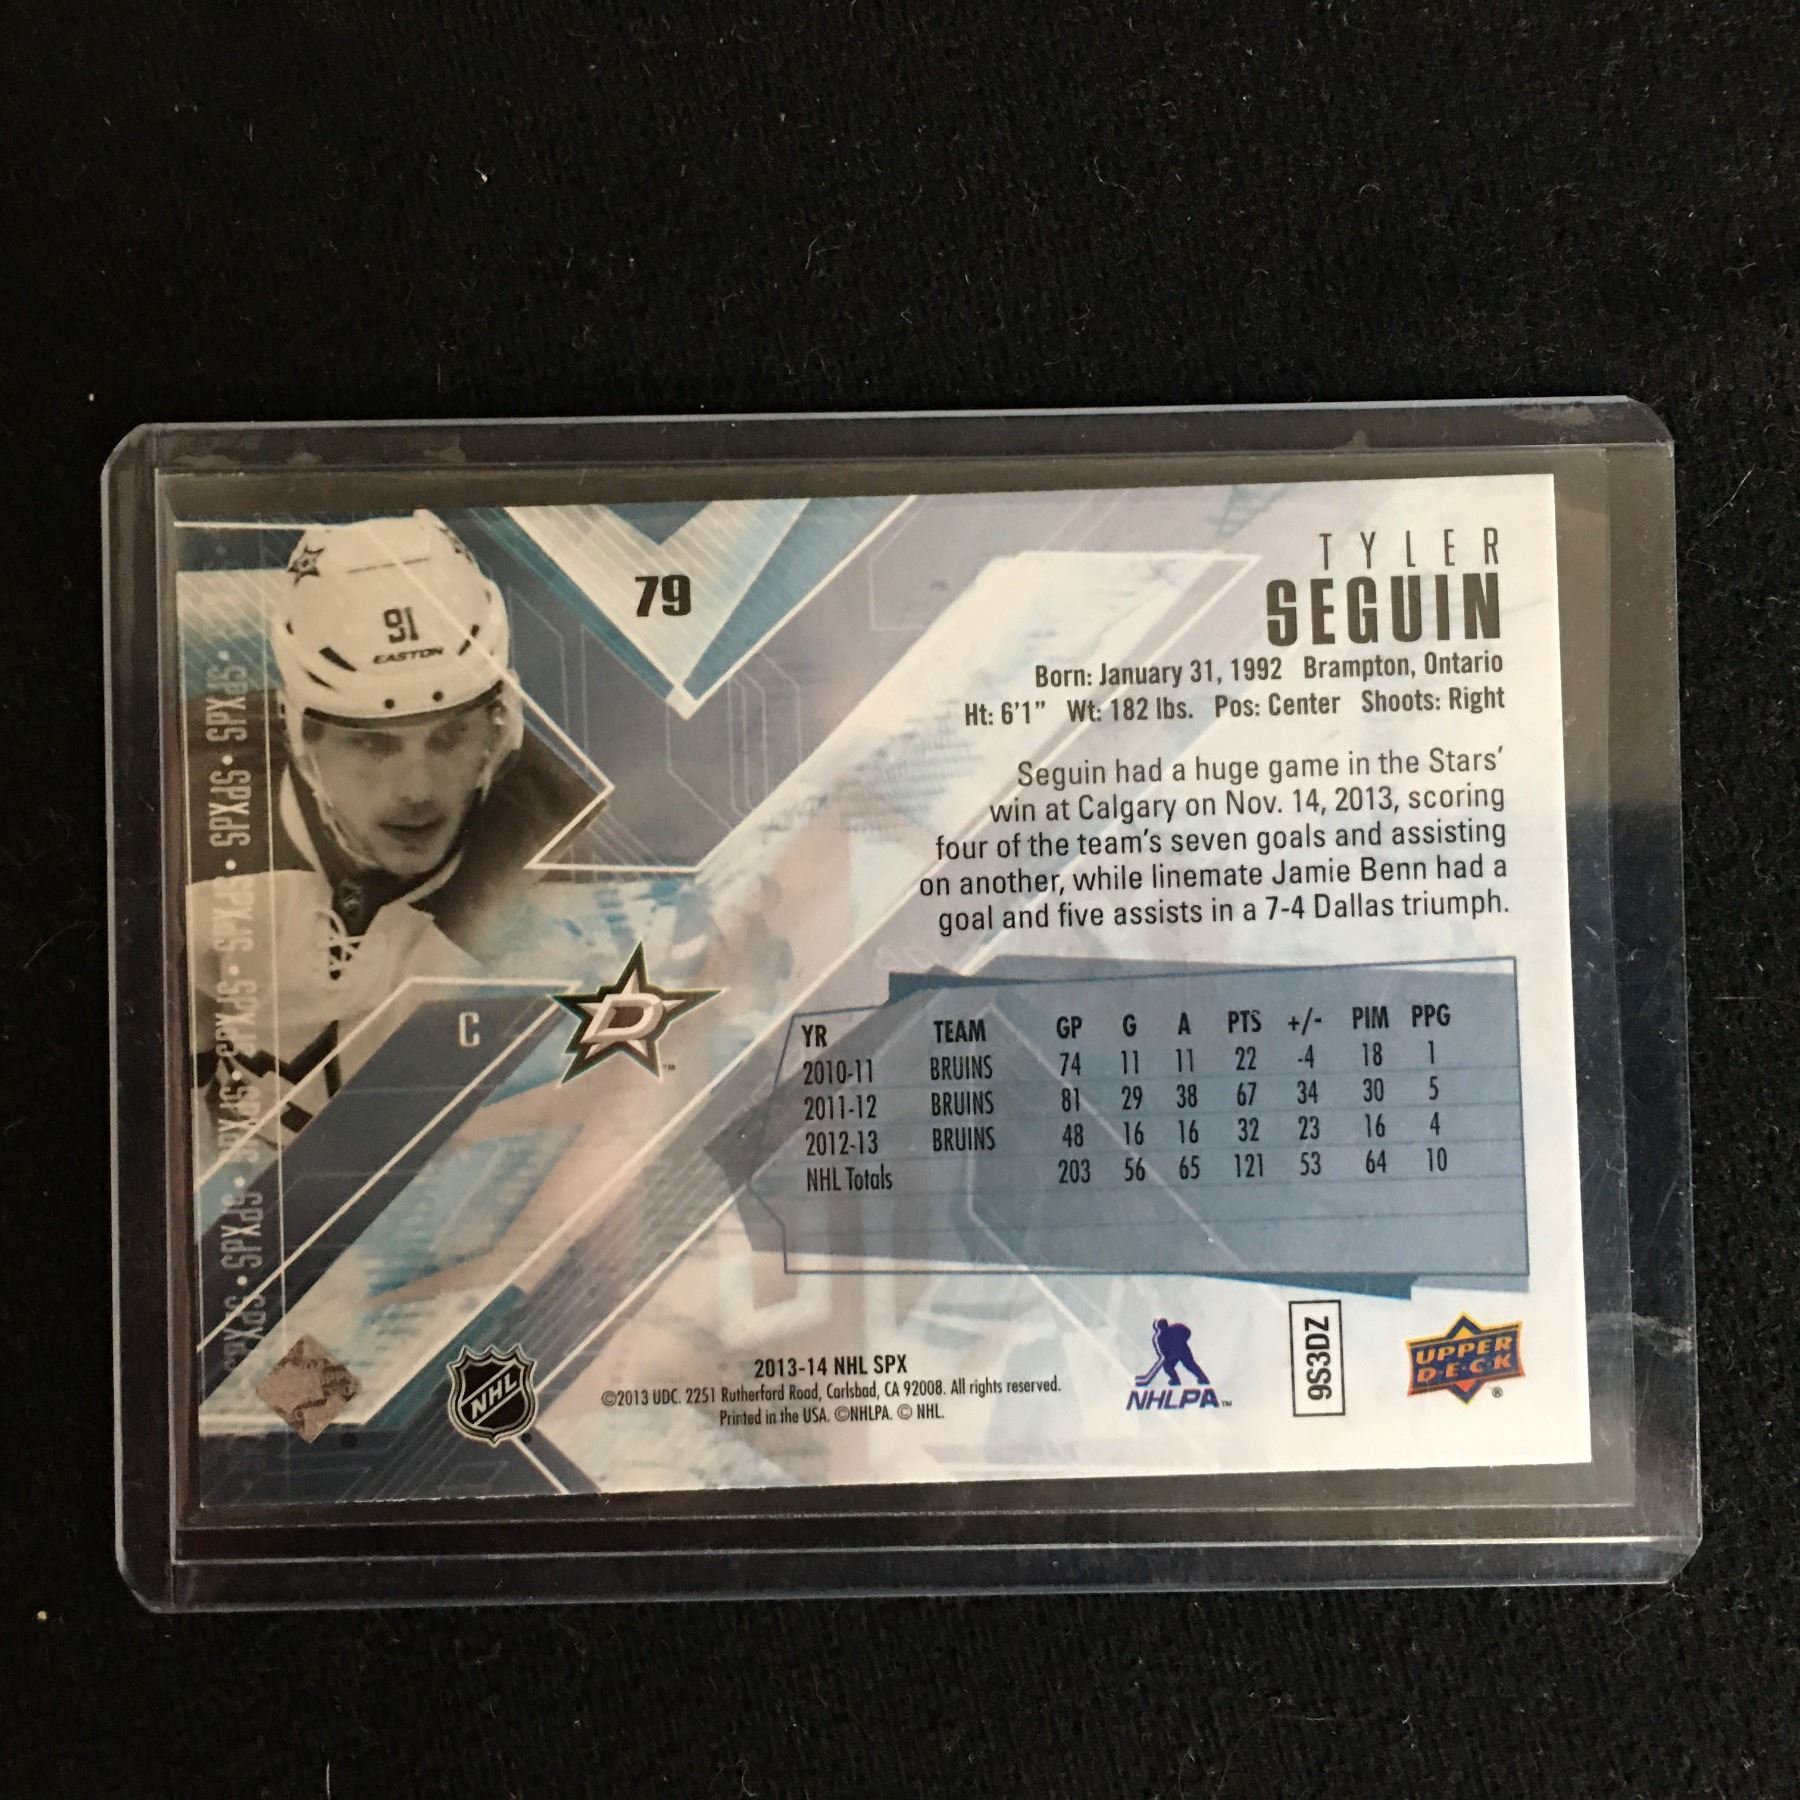 TYLER
SEGUIN
Born: January 31, 1992 Brampton, Ontario
Ht: 6'1" Wt: 182 lbs. Pos: Center Shoots: Right
Seguin had a huge game in the Stars'
win at Calgary on Nov. 14, 2013, scoring
four of the team's seven goals and assisting
on another, while linemate Jamie Benn had a
goal and five assists in a 7-4 Dallas triumph.
79
91
EASTON
SPX
C
D
™
YR TEAM GP G A PTS +/- PIM PPG
2010-11 BRUINS 74 11 11 22 -4 18 1
2011-12 BRUINS 81 29 38 67 34 30 5
2012-13 BRUINS 48 16 16 32 23 16 4
NHL Totals 203 56 65 121 53 64 10
NHL
2013-14 NHL SPX
©2013 UDC. 2251 Rutherford Road, Carlsbad, CA 92008. All rights reserved.
Printed in the USA. ©NHLPA. © NHL.
NHLPA™
9S3DZ
UPPER
D·E·C·K
®